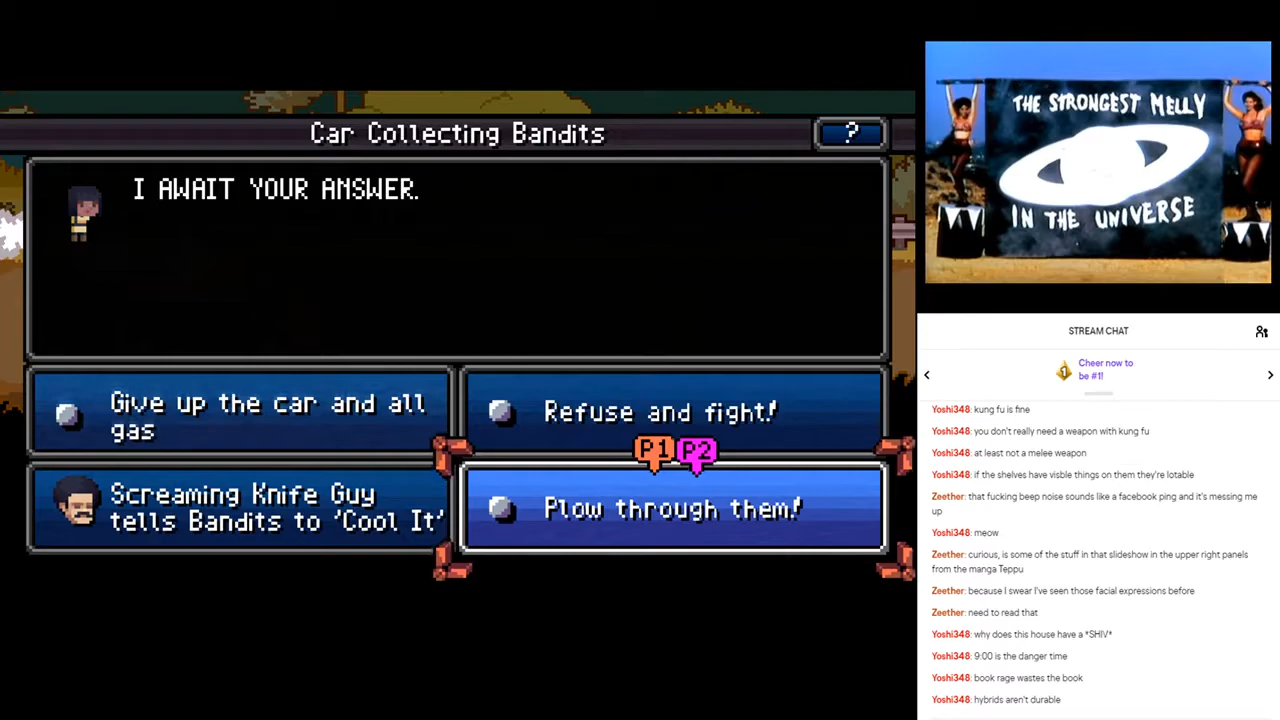 Car Collecting Bandits
?
I AWAIT YOUR ANSWER.
Give up the car and all
gas
Refuse and fight!
P1 P2
Screaming Knife Guy
tells Bandits to 'Cool It'
Plow through them!
THE STRONGEST MELLY
IN THE UNIVERSE
STREAM CHAT
1
Cheer now to
be #1!
Yoshi348: kung fu is fine
Yoshi348: you don't really need a weapon with kung fu
Yoshi348: at least not a melee weapon
Yoshi348: if the shelves have visble things on them they're lotable
Zeether: that fucking beep noise sounds like a facebook ping and it's messing me
up
Yoshi348: meow
Zeether: curious, is some of the stuff in that slideshow in the upper right panels
from the manga Teppu
Zeether: because I swear I've seen those facial expressions before
Zeether: need to read that
Yoshi348: why does this house have a *SHIV*
Yoshi348: 9:00 is the danger time
Yoshi348: book rage wastes the book
Yoshi348: hybrids aren't durable